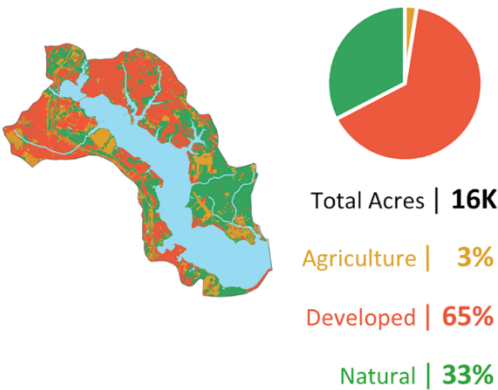 Total Acres | 16K
Agriculture | 3%
Developed | 65%
Natural | 33%